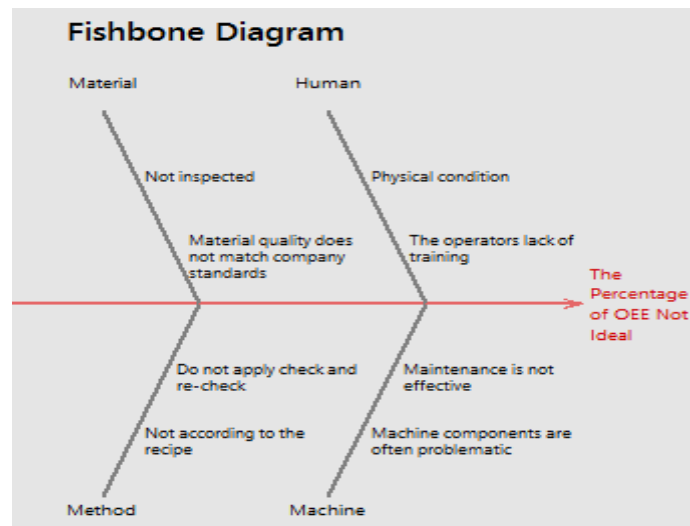 Fishbone Diagram
Material
Human
Not inspected
Physical condition
Material quality does
not match company
standards
The operators lack of
training
The
Percentage
of OEE Not
Ideal
Do not apply check and
re-check
Maintenance is not
effective
Not according to the
recipe
Machine components are
often problematic
Method
Machine